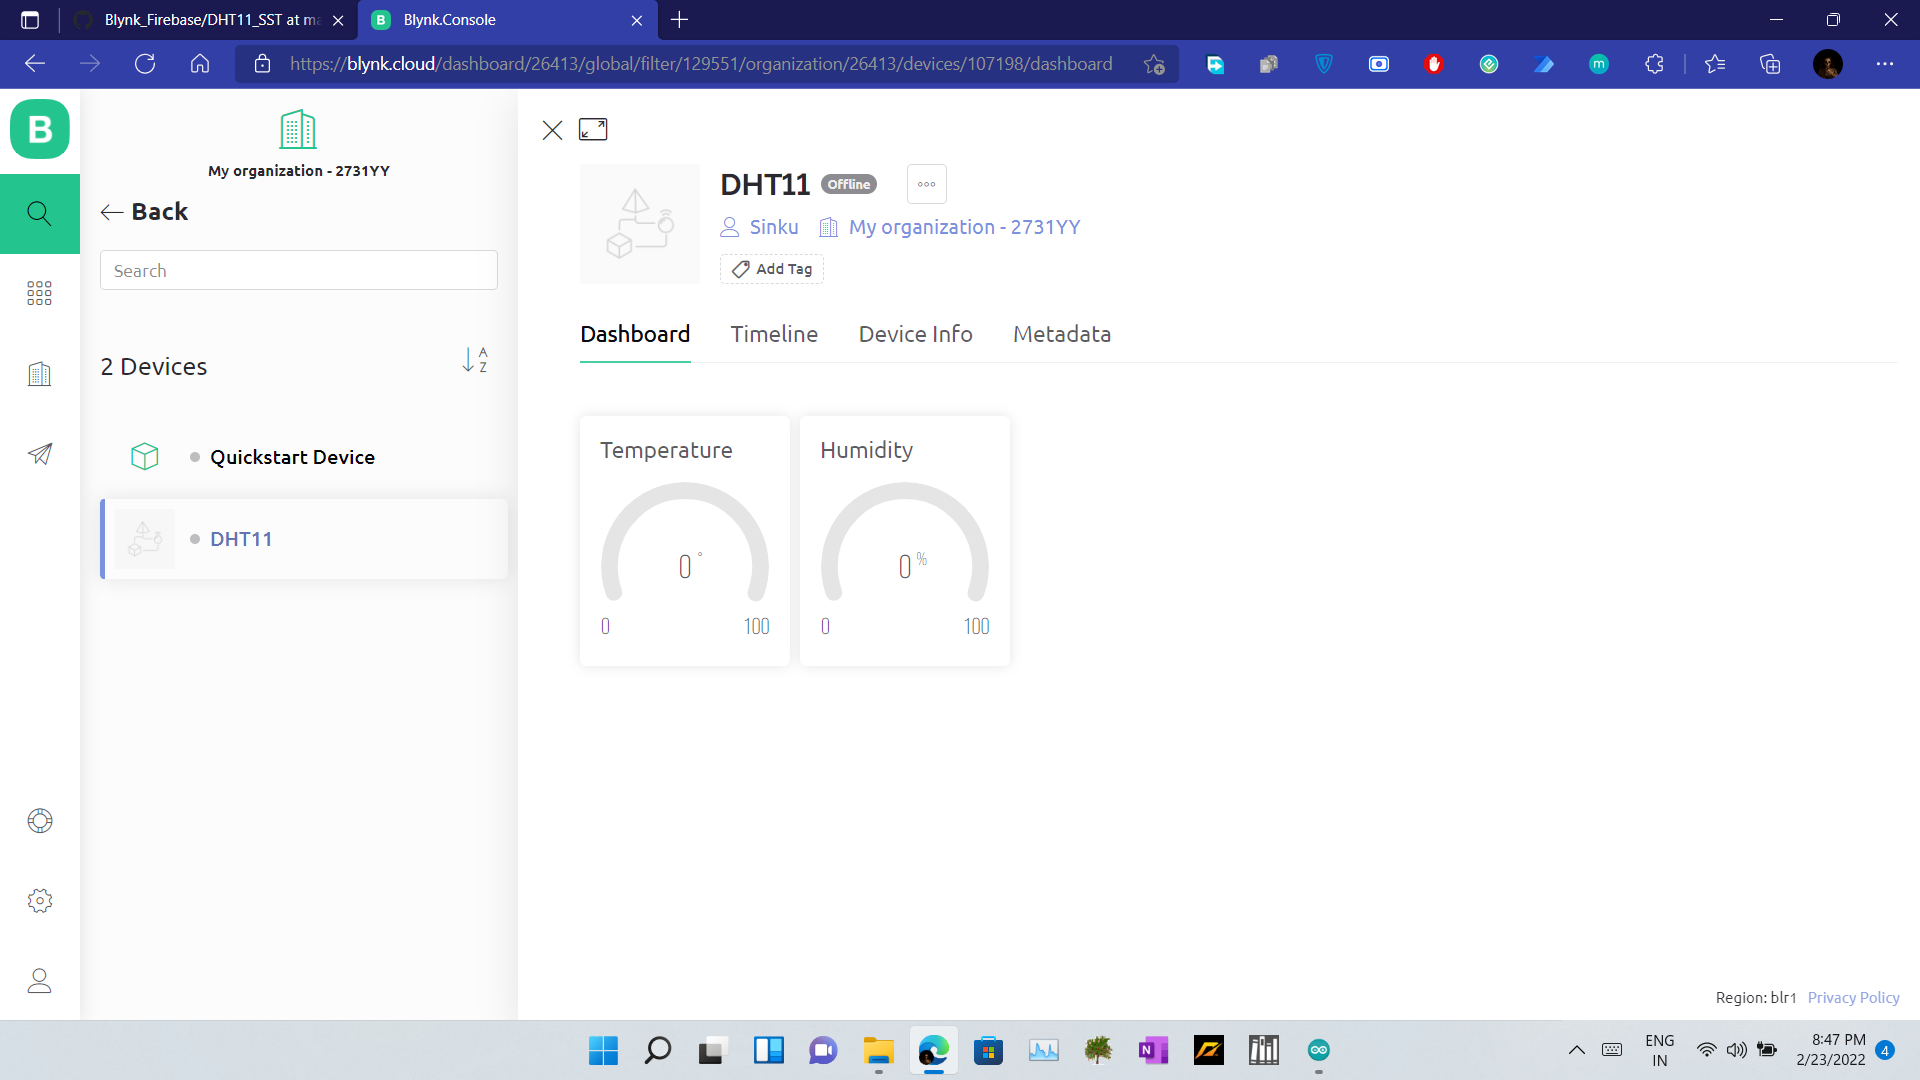 Blynk_Firebase/DHT11_SST at ma
Blynk.Console
https://blynk.cloud/dashboard/26413/global/filter/129551/organization/26413/devices/107198/dashboard
m
B
My organization - 2731YY
Back
Search
2 Devices
A
Z
Quickstart Device
DHT11
DHT11 Offline
Sinku My organization - 2731YY
Add Tag
Dashboard Timeline Device Info Metadata
Temperature
0 °
0 100
Humidity
0 %
0 100
Region: blr1 Privacy Policy
N
ENG
IN
8:47 PM
2/23/2022
4